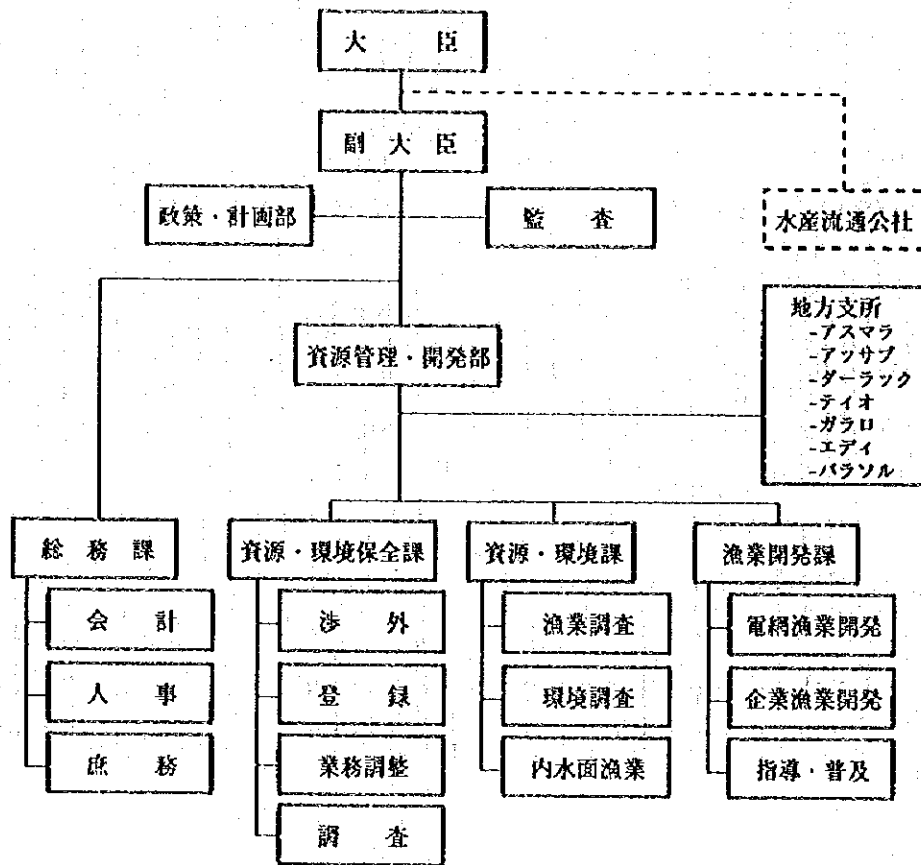 大臣
副大臣
政策・計画部
監査
水産流通公社
地方支所
-アスマラ
-アッサブ
-ダーラック
-ティオ
-ガラロ
-エディ
-バラソル
資源管理・開発部
総務課
資源・環境保全課
資源・環境課
漁業開発課
会計
渉外
漁業調査
電網漁業開発
人事
登録
環境調査
企業漁業開発
庶務
業務調整
内水面漁業
指導・普及
調査